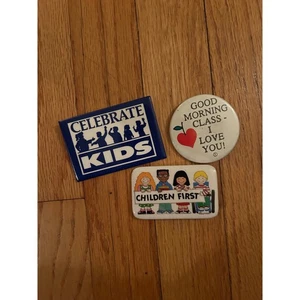 CELEBRATE
KIDS
GOOD
MORNING
CLASS -
I
LOVE
YOU!
©
CHILDREN FIRST